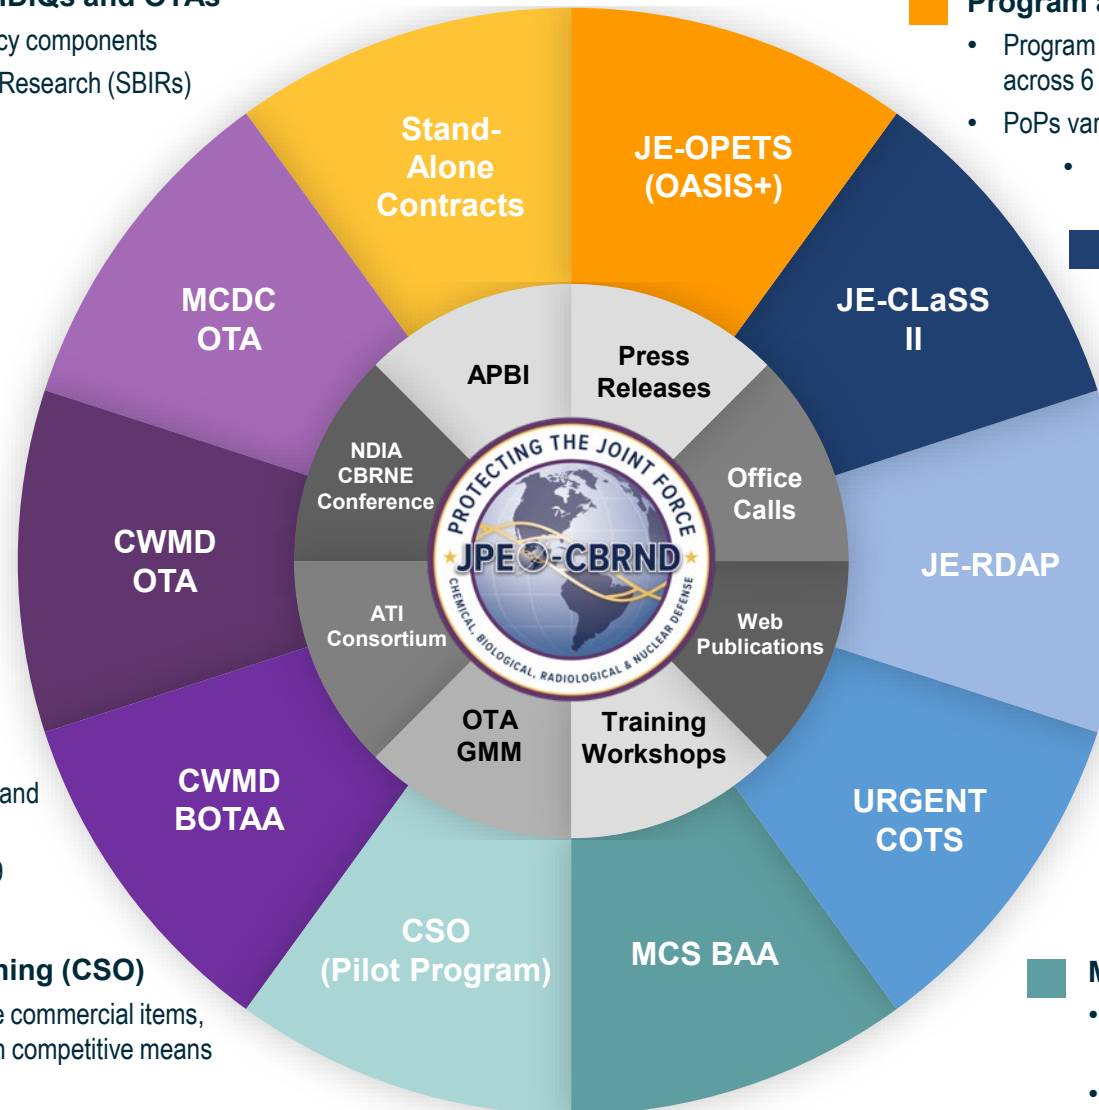 IDIQs and OTAs
cy components
Research (SBIRs)
Program
• Program
across 6
• PoPs var
•
Stand-
Alone
Contracts
JE-OPETS
(OASIS+)
MCDC
OTA
JE-CLaSS
II
CWMD
OTA
JE-RDAP
CWMD
BOTAA
URGENT
COTS
CSO
(Pilot Program)
MCS BAA
APBI
Press
Releases
NDIA
CBRNE
Conference
Office
Calls
ATI
Consortium
Web
Publications
OTA
GMM
Training
Workshops
PROTECTING THE JOINT FORCE
JPEO-CBRND
CHEMICAL, BIOLOGICAL, RADIOLOGICAL & NUCLEAR DEFENSE
and
ning (CSO)
e commercial items,
n competitive means
M
•
•